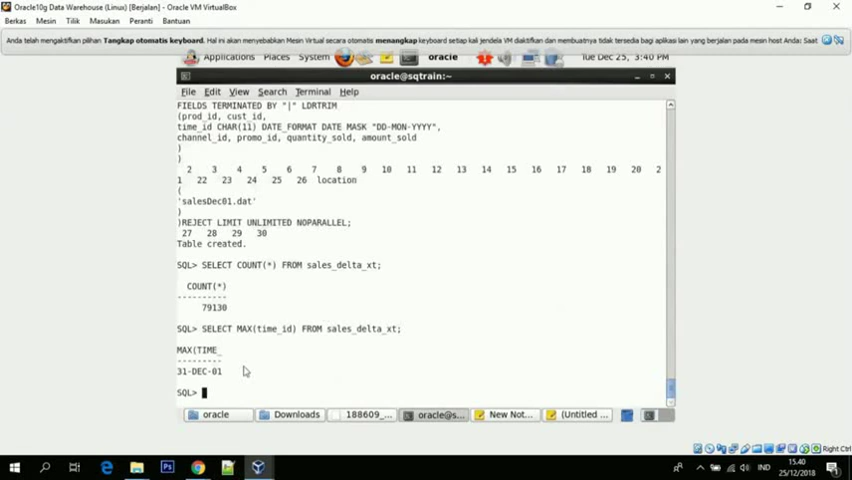 Oracle10g Data Warehouse (Linux) [Berjalan] - Oracle VM VirtualBox
Berkas Mesin Tilik Masukan Peranti Bantuan
Anda telah mengaktifkan pilihan Tangkap otomatis keyboard. Hal ini akan menyebabkan Mesin Virtual secara otomatis menangkap keyboard setiap kali jendela VM diaktifkan dan membuatnya tidak tersedia bagi aplikasi lain yang berjalan pada mesin host Anda: Saat
Applications Places System oracle Tue Dec 25, 3:40 PM
oracle@sqtrain:~
File Edit View Search Terminal Help
FIELDS TERMINATED BY "|" LDRTRIM
(prod_id, cust_id,
time_id CHAR(11) DATE_FORMAT DATE MASK "DD-MON-YYYY",
channel_id, promo_id, quantity_sold, amount_sold
)
)
2 3 4 5 6 7 8 9 10 11 12 13 14 15 16 17 18 19 20 2
1 22 23 24 25 26 location
(
'salesDec01.dat'
)
)REJECT LIMIT UNLIMITED NOPARALLEL;
27 28 29 30
Table created.
SQL> SELECT COUNT(*) FROM sales_delta_xt;
COUNT(*)
----------
79130
SQL> SELECT MAX(time_id) FROM sales_delta_xt;
MAX(TIME_
---------
31-DEC-01
SQL>
oracle Downloads 188609_... oracle@s... New Not... (Untitled ...
Right Ctrl
IND 15.40
25/12/2018